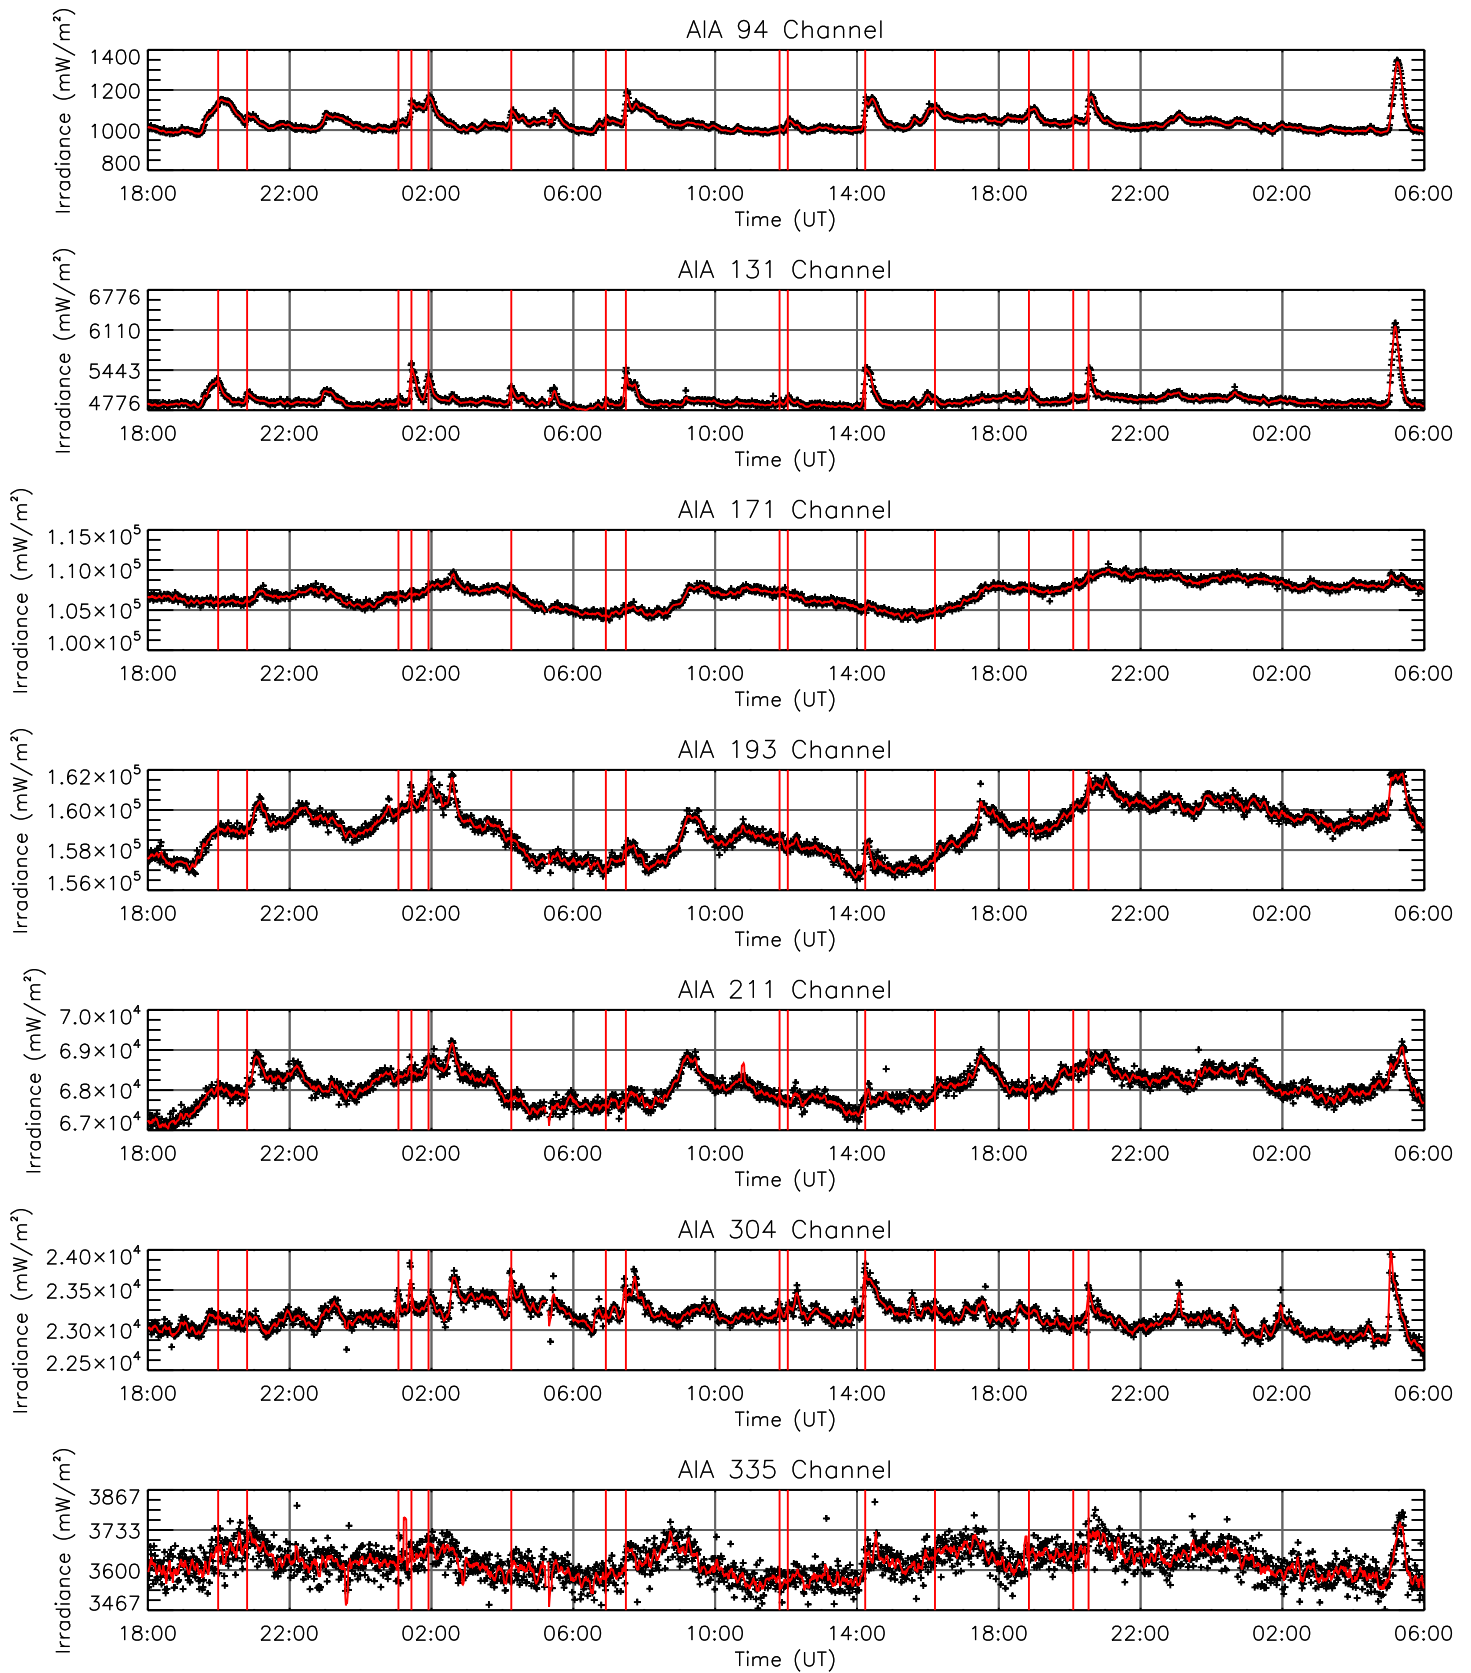 AIA 94 Channel
Irradiance (mW/m²)
1400
1200
1000
800
18:00 22:00 02:00 06:00 10:00 14:00 18:00 22:00 02:00 06:00
Time (UT)
AIA 131 Channel
Irradiance (mW/m²)
6776
6110
5443
4776
18:00 22:00 02:00 06:00 10:00 14:00 18:00 22:00 02:00 06:00
Time (UT)
AIA 171 Channel
Irradiance (mW/m²)
1.15×10⁵
1.10×10⁵
1.05×10⁵
1.00×10⁵
18:00 22:00 02:00 06:00 10:00 14:00 18:00 22:00 02:00 06:00
Time (UT)
AIA 193 Channel
Irradiance (mW/m²)
1.62×10⁵
1.60×10⁵
1.58×10⁵
1.56×10⁵
18:00 22:00 02:00 06:00 10:00 14:00 18:00 22:00 02:00 06:00
Time (UT)
AIA 211 Channel
Irradiance (mW/m²)
7.0×10⁴
6.9×10⁴
6.8×10⁴
6.7×10⁴
18:00 22:00 02:00 06:00 10:00 14:00 18:00 22:00 02:00 06:00
Time (UT)
AIA 304 Channel
Irradiance (mW/m²)
2.40×10⁴
2.35×10⁴
2.30×10⁴
2.25×10⁴
18:00 22:00 02:00 06:00 10:00 14:00 18:00 22:00 02:00 06:00
Time (UT)
AIA 335 Channel
Irradiance (mW/m²)
3867
3733
3600
3467
18:00 22:00 02:00 06:00 10:00 14:00 18:00 22:00 02:00 06:00
Time (UT)